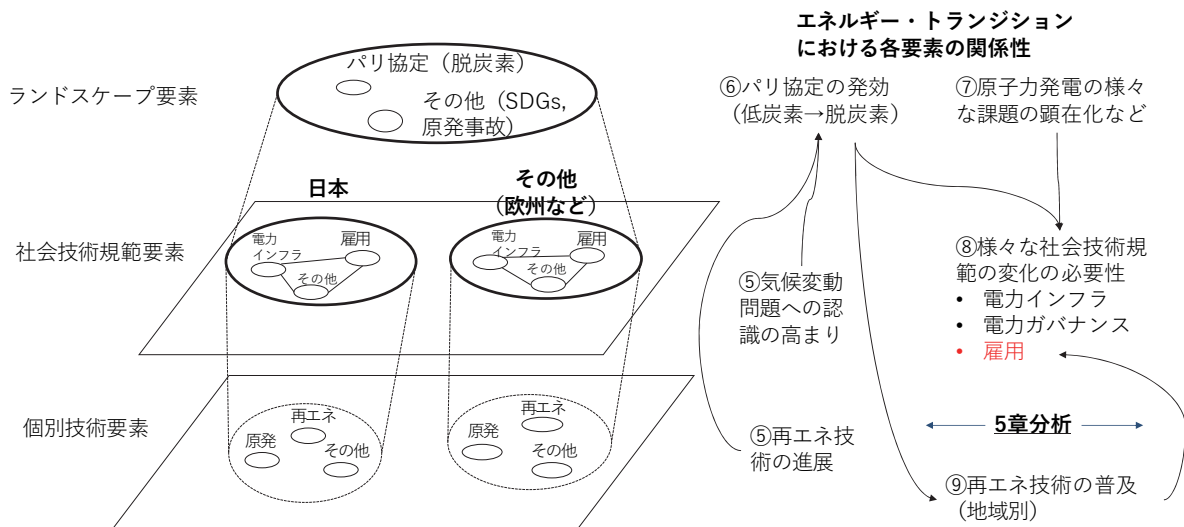 エネルギー・トランジション
における各要素の関係性
ランドスケープ要素
パリ協定（脱炭素）
その他（SDGs,
原発事故）
⑥パリ協定の発効
（低炭素→脱炭素）
⑦原子力発電の様々
な課題の顕在化など
日本
その他
（欧州など）
社会技術規範要素
電力
インフラ
雇用
その他
電力
インフラ
雇用
その他
⑤気候変動
問題への認
識の高まり
⑧様々な社会技術規
範の変化の必要性
• 電力インフラ
• 電力ガバナンス
• 雇用
個別技術要素
再エネ
原発
その他
再エネ
原発
その他
⑤再エネ技
術の進展
5章分析
⑨再エネ技術の普及
（地域別）